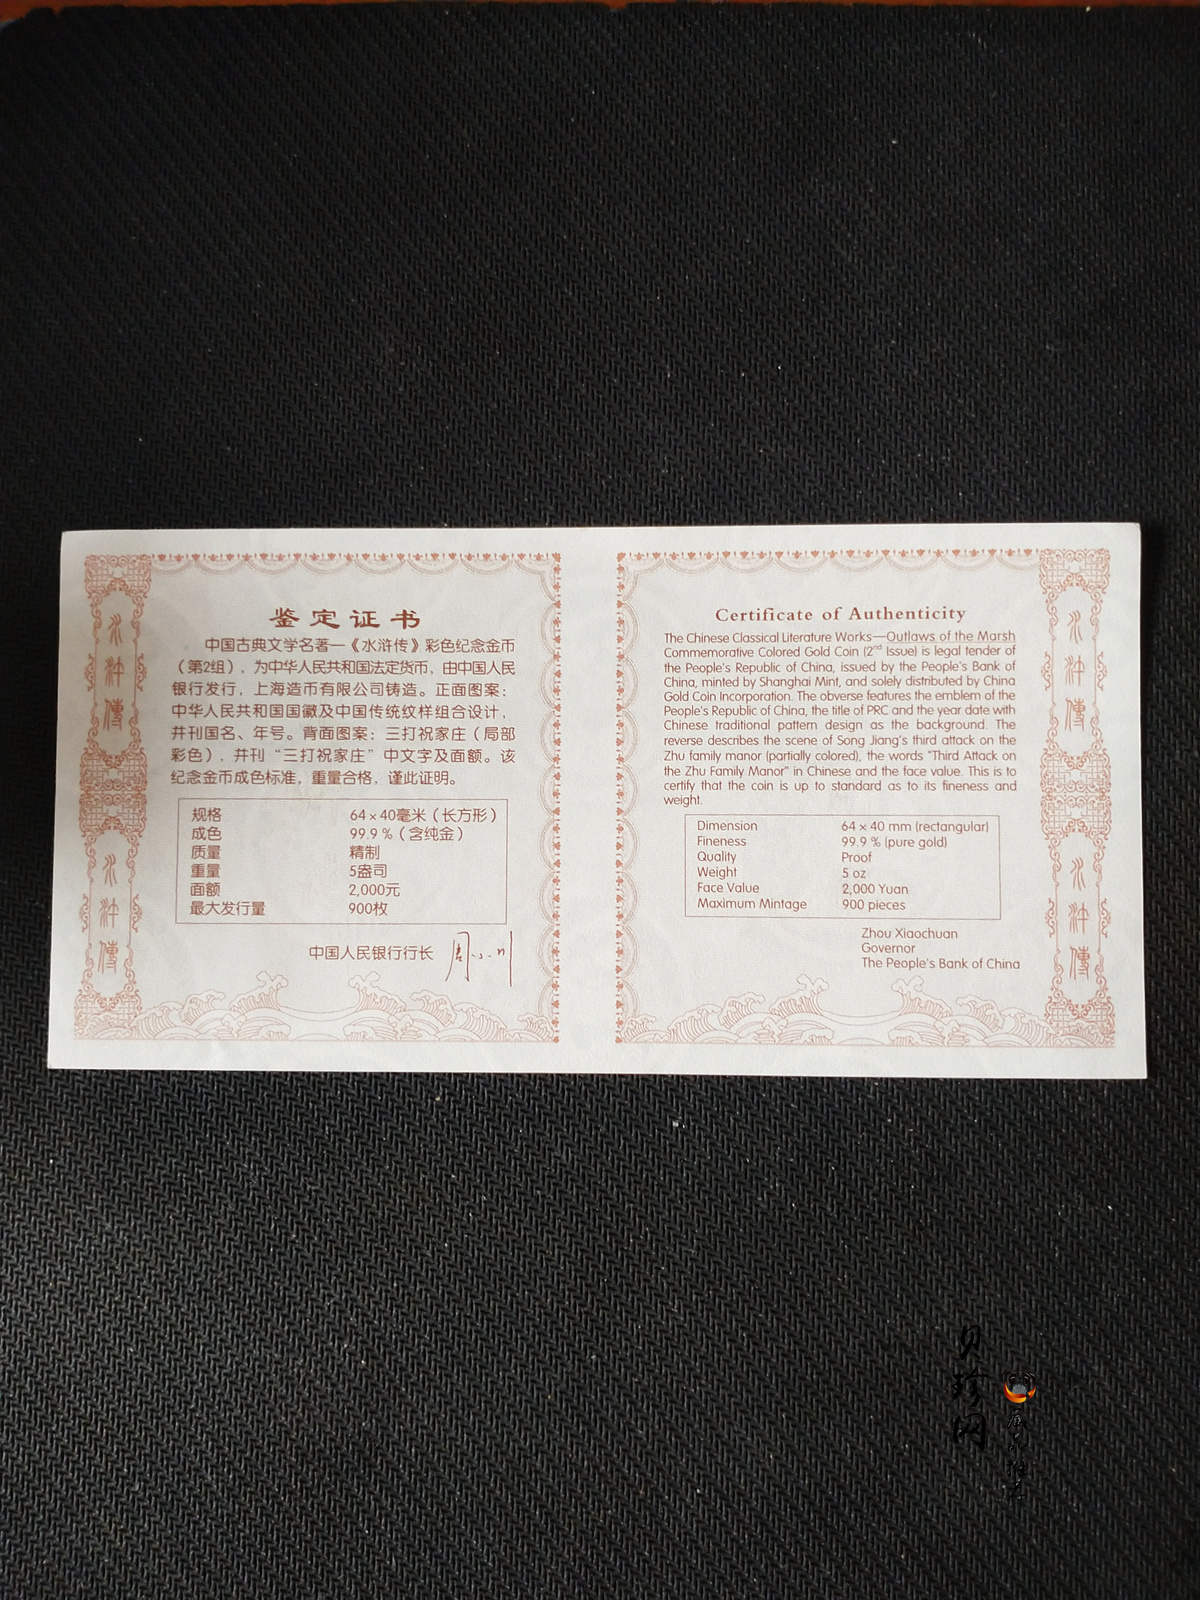 鉴定证书
中国古典文学名著—《水浒传》彩色纪念金币
（第2组），为中华人民共和国法定货币，由中国人民
银行发行，上海造币有限公司铸造。正面图案：
中华人民共和国国徽及中国传统纹样组合设计，
并刊国名、年号。背面图案：三打祝家庄（局部
彩色），并刊“三打祝家庄”中文字及面额。该
纪念金币成色标准，重量合格，谨此证明。
规格 64×40毫米（长方形）
成色 99.9％（含纯金）
质量 精制
重量 5盎司
面额 2,000元
最大发行量 900枚
中国人民银行行长 周小川
水浒傳
水浒傳
Certificate of Authenticity
The Chinese Classical Literature Works—Outlaws of the Marsh
Commemorative Colored Gold Coin (2nd Issue) is legal tender of
the People's Republic of China, issued by the People's Bank of
China, minted by Shanghai Mint, and solely distributed by China
Gold Coin Incorporation. The obverse features the emblem of the
People's Republic of China, the title of PRC and the year date with
Chinese traditional pattern design as the background. The
reverse describes the scene of Song Jiang's third attack on the
Zhu family manor (partially colored), the words "Third Attack on
the Zhu Family Manor" in Chinese and the face value. This is to
certify that the coin is up to standard as to its fineness and
weight.
Dimension 64×40 mm (rectangular)
Fineness 99.9 % (pure gold)
Quality Proof
Weight 5 oz
Face Value 2,000 Yuan
Maximum Mintage 900 pieces
Zhou Xiaochuan
Governor
The People's Bank of China
水浒傳
水浒傳
贝珍网